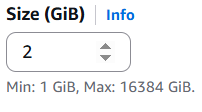 Size (GiB) Info
2
Min: 1 GiB, Max: 16384 GiB.